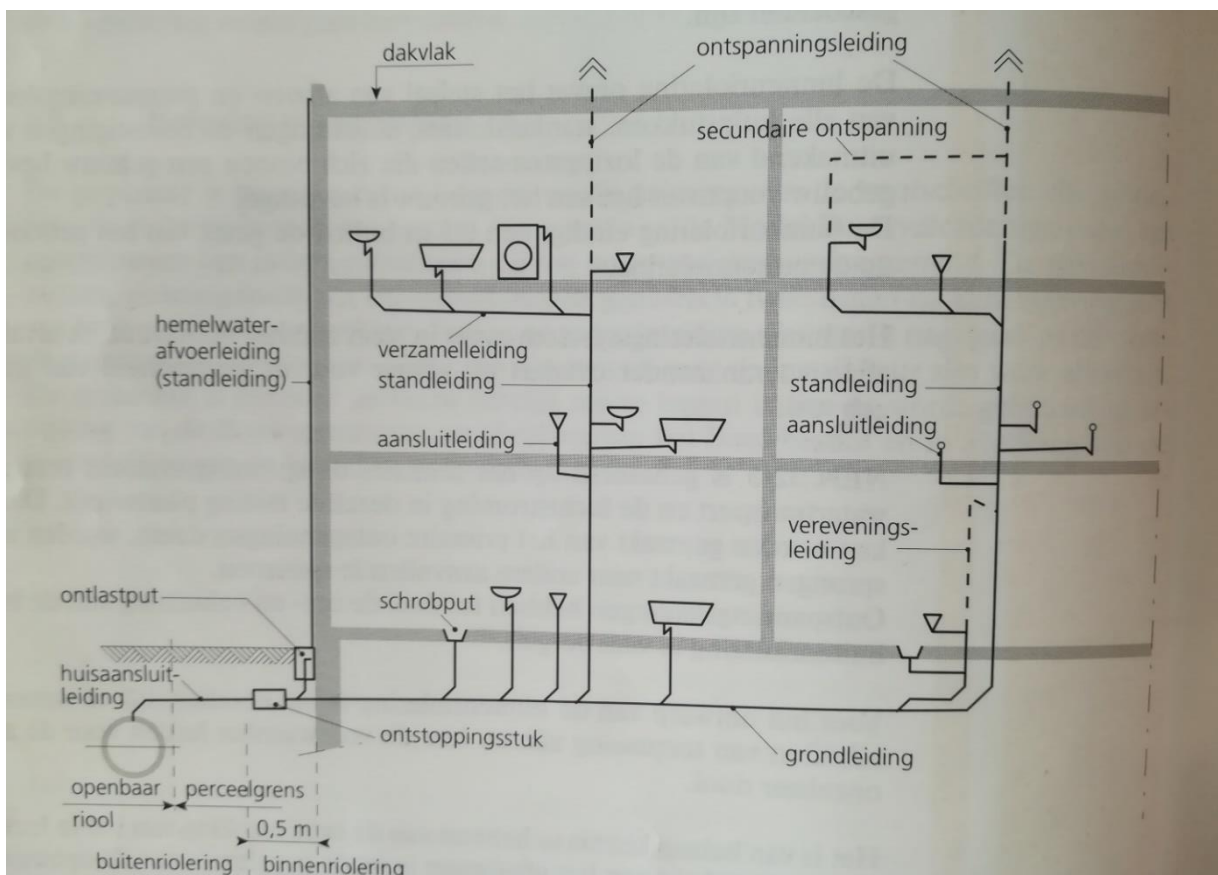 dakvlak
ontspanningsleiding
secundaire ontspanning
hemelwater-
afvoerleiding
(standleiding)
verzamelleiding
standleiding
aansluitleiding
standleiding
aansluitleiding
verevenings-
leiding
ontlastput
schrobput
huisaansluit-
leiding
ontstoppingsstuk
grondleiding
openbaar
riool
perceelgrens
0,5 m
buitenriolering
binnenriolering